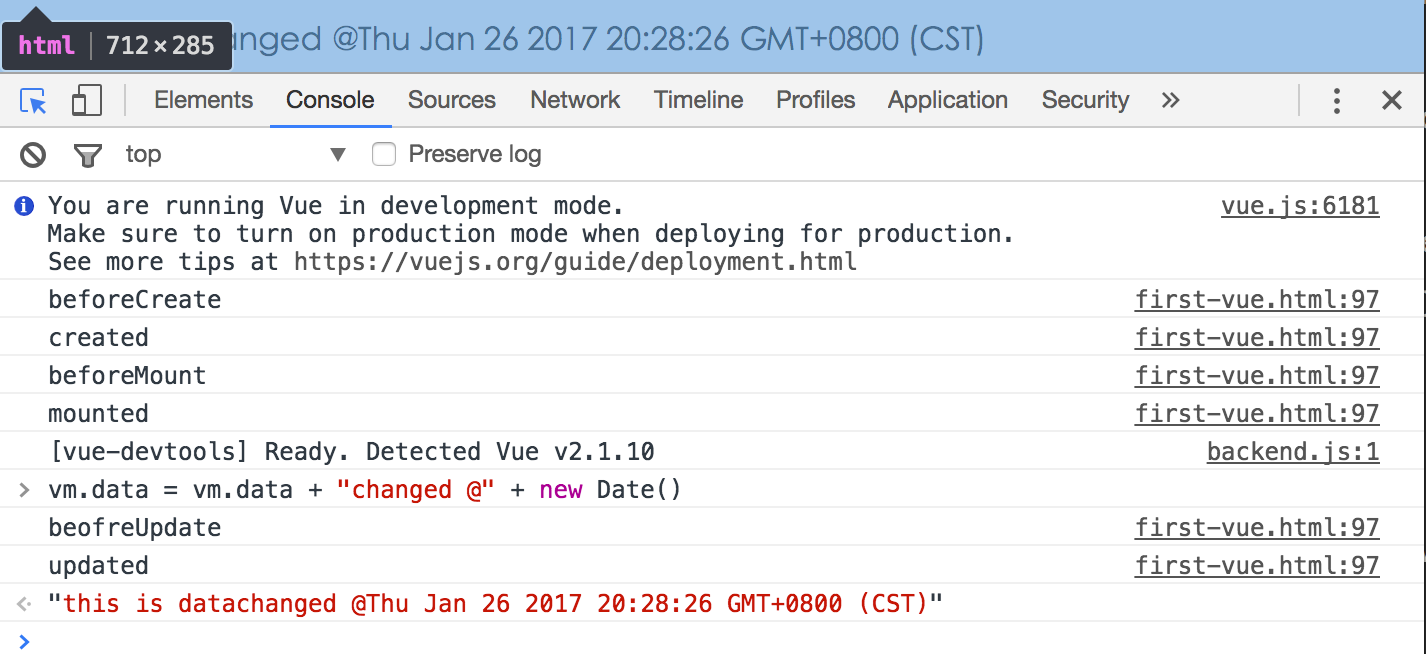 html 712×285
anged @Thu Jan 26 2017 20:28:26 GMT+0800 (CST)
Elements Console Sources Network Timeline Profiles Application Security
top Preserve log
You are running Vue in development mode. vue.js:6181
Make sure to turn on production mode when deploying for production.
See more tips at https://vuejs.org/guide/deployment.html
beforeCreate first-vue.html:97
created first-vue.html:97
beforeMount first-vue.html:97
mounted first-vue.html:97
[vue-devtools] Ready. Detected Vue v2.1.10 backend.js:1
> vm.data = vm.data + "changed @" + new Date()
beofreUpdate first-vue.html:97
updated first-vue.html:97
"this is datachanged @Thu Jan 26 2017 20:28:26 GMT+0800 (CST)"
>